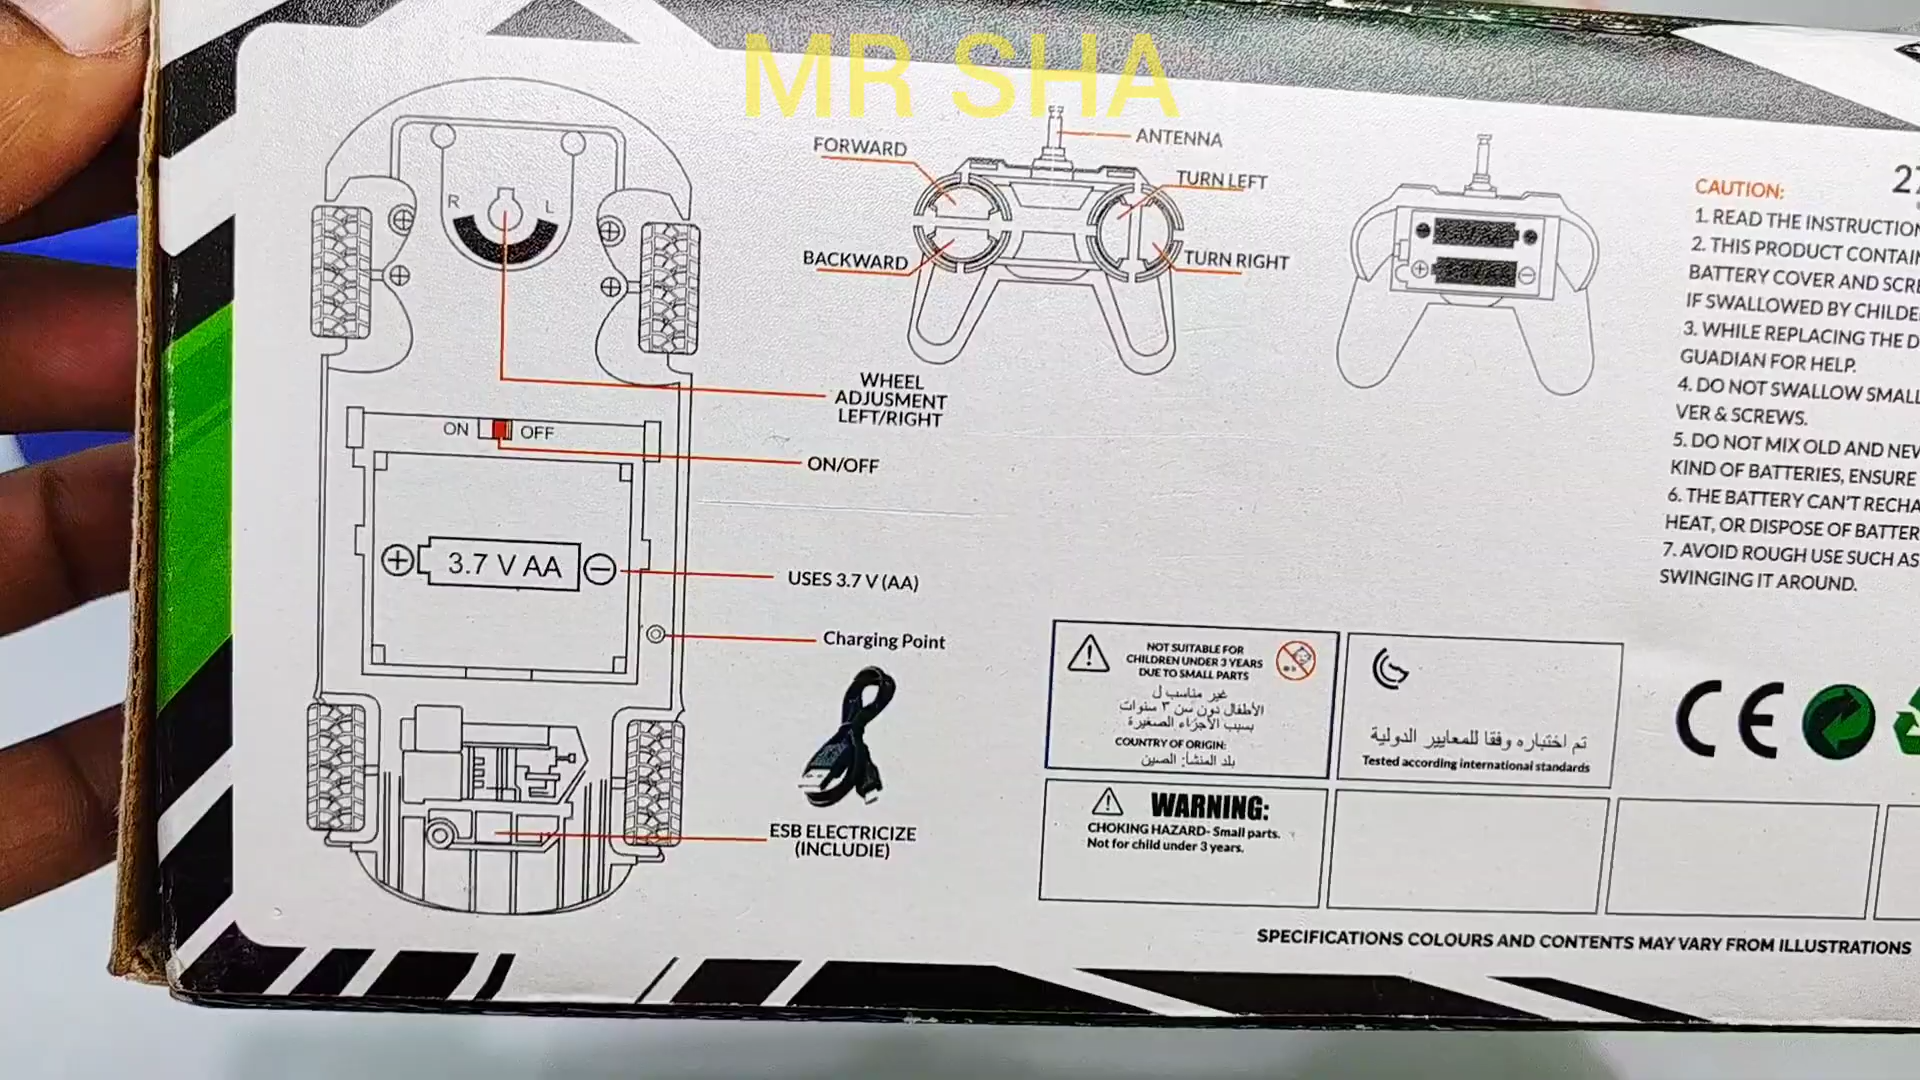 MR SHA
R
L
ON
OFF
3.7 V AA
WHEEL
ADJUSMENT
LEFT/RIGHT
ON/OFF
USES 3.7 V (AA)
Charging Point
ESB ELECTRICIZE
(INCLUDIE)
FORWARD
BACKWARD
ANTENNA
TURN LEFT
TURN RIGHT
CAUTION:
1. READ THE INSTRUCTION
2. THIS PRODUCT CONTAIN
BATTERY COVER AND SCRE
IF SWALLOWED BY CHILDE
3. WHILE REPLACING THE
GUADIAN FOR HELP.
4. DO NOT SWALLOW SMALL
VER & SCREWS.
5. DO NOT MIX OLD AND NEW
KIND OF BATTERIES, ENSURE
6. THE BATTERY CAN'T RECHA
HEAT, OR DISPOSE OF BATTER
7. AVOID ROUGH USE SUCH AS
SWINGING IT AROUND.
NOT SUITABLE FOR
CHILDREN UNDER 3 YEARS
DUE TO SMALL PARTS
غير مناسب ل
الأطفال دون سن ٣ سنوات
بسبب الأجزاء الصغيرة
COUNTRY OF ORIGIN:
بلد المنشأ: الصين
تم اختباره وفقا للمعايير الدولية
Tested according international standards
CE
WARNING:
CHOKING HAZARD- Small parts.
Not for child under 3 years.
SPECIFICATIONS COLOURS AND CONTENTS MAY VARY FROM ILLUSTRATIONS